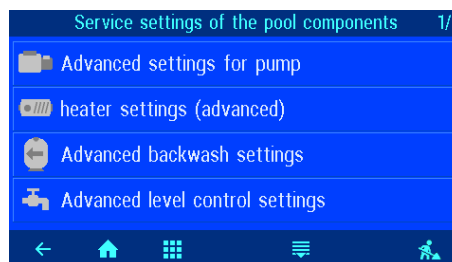 Service settings of the pool components 1/
Advanced settings for pump
heater settings (advanced)
Advanced backwash settings
Advanced level control settings